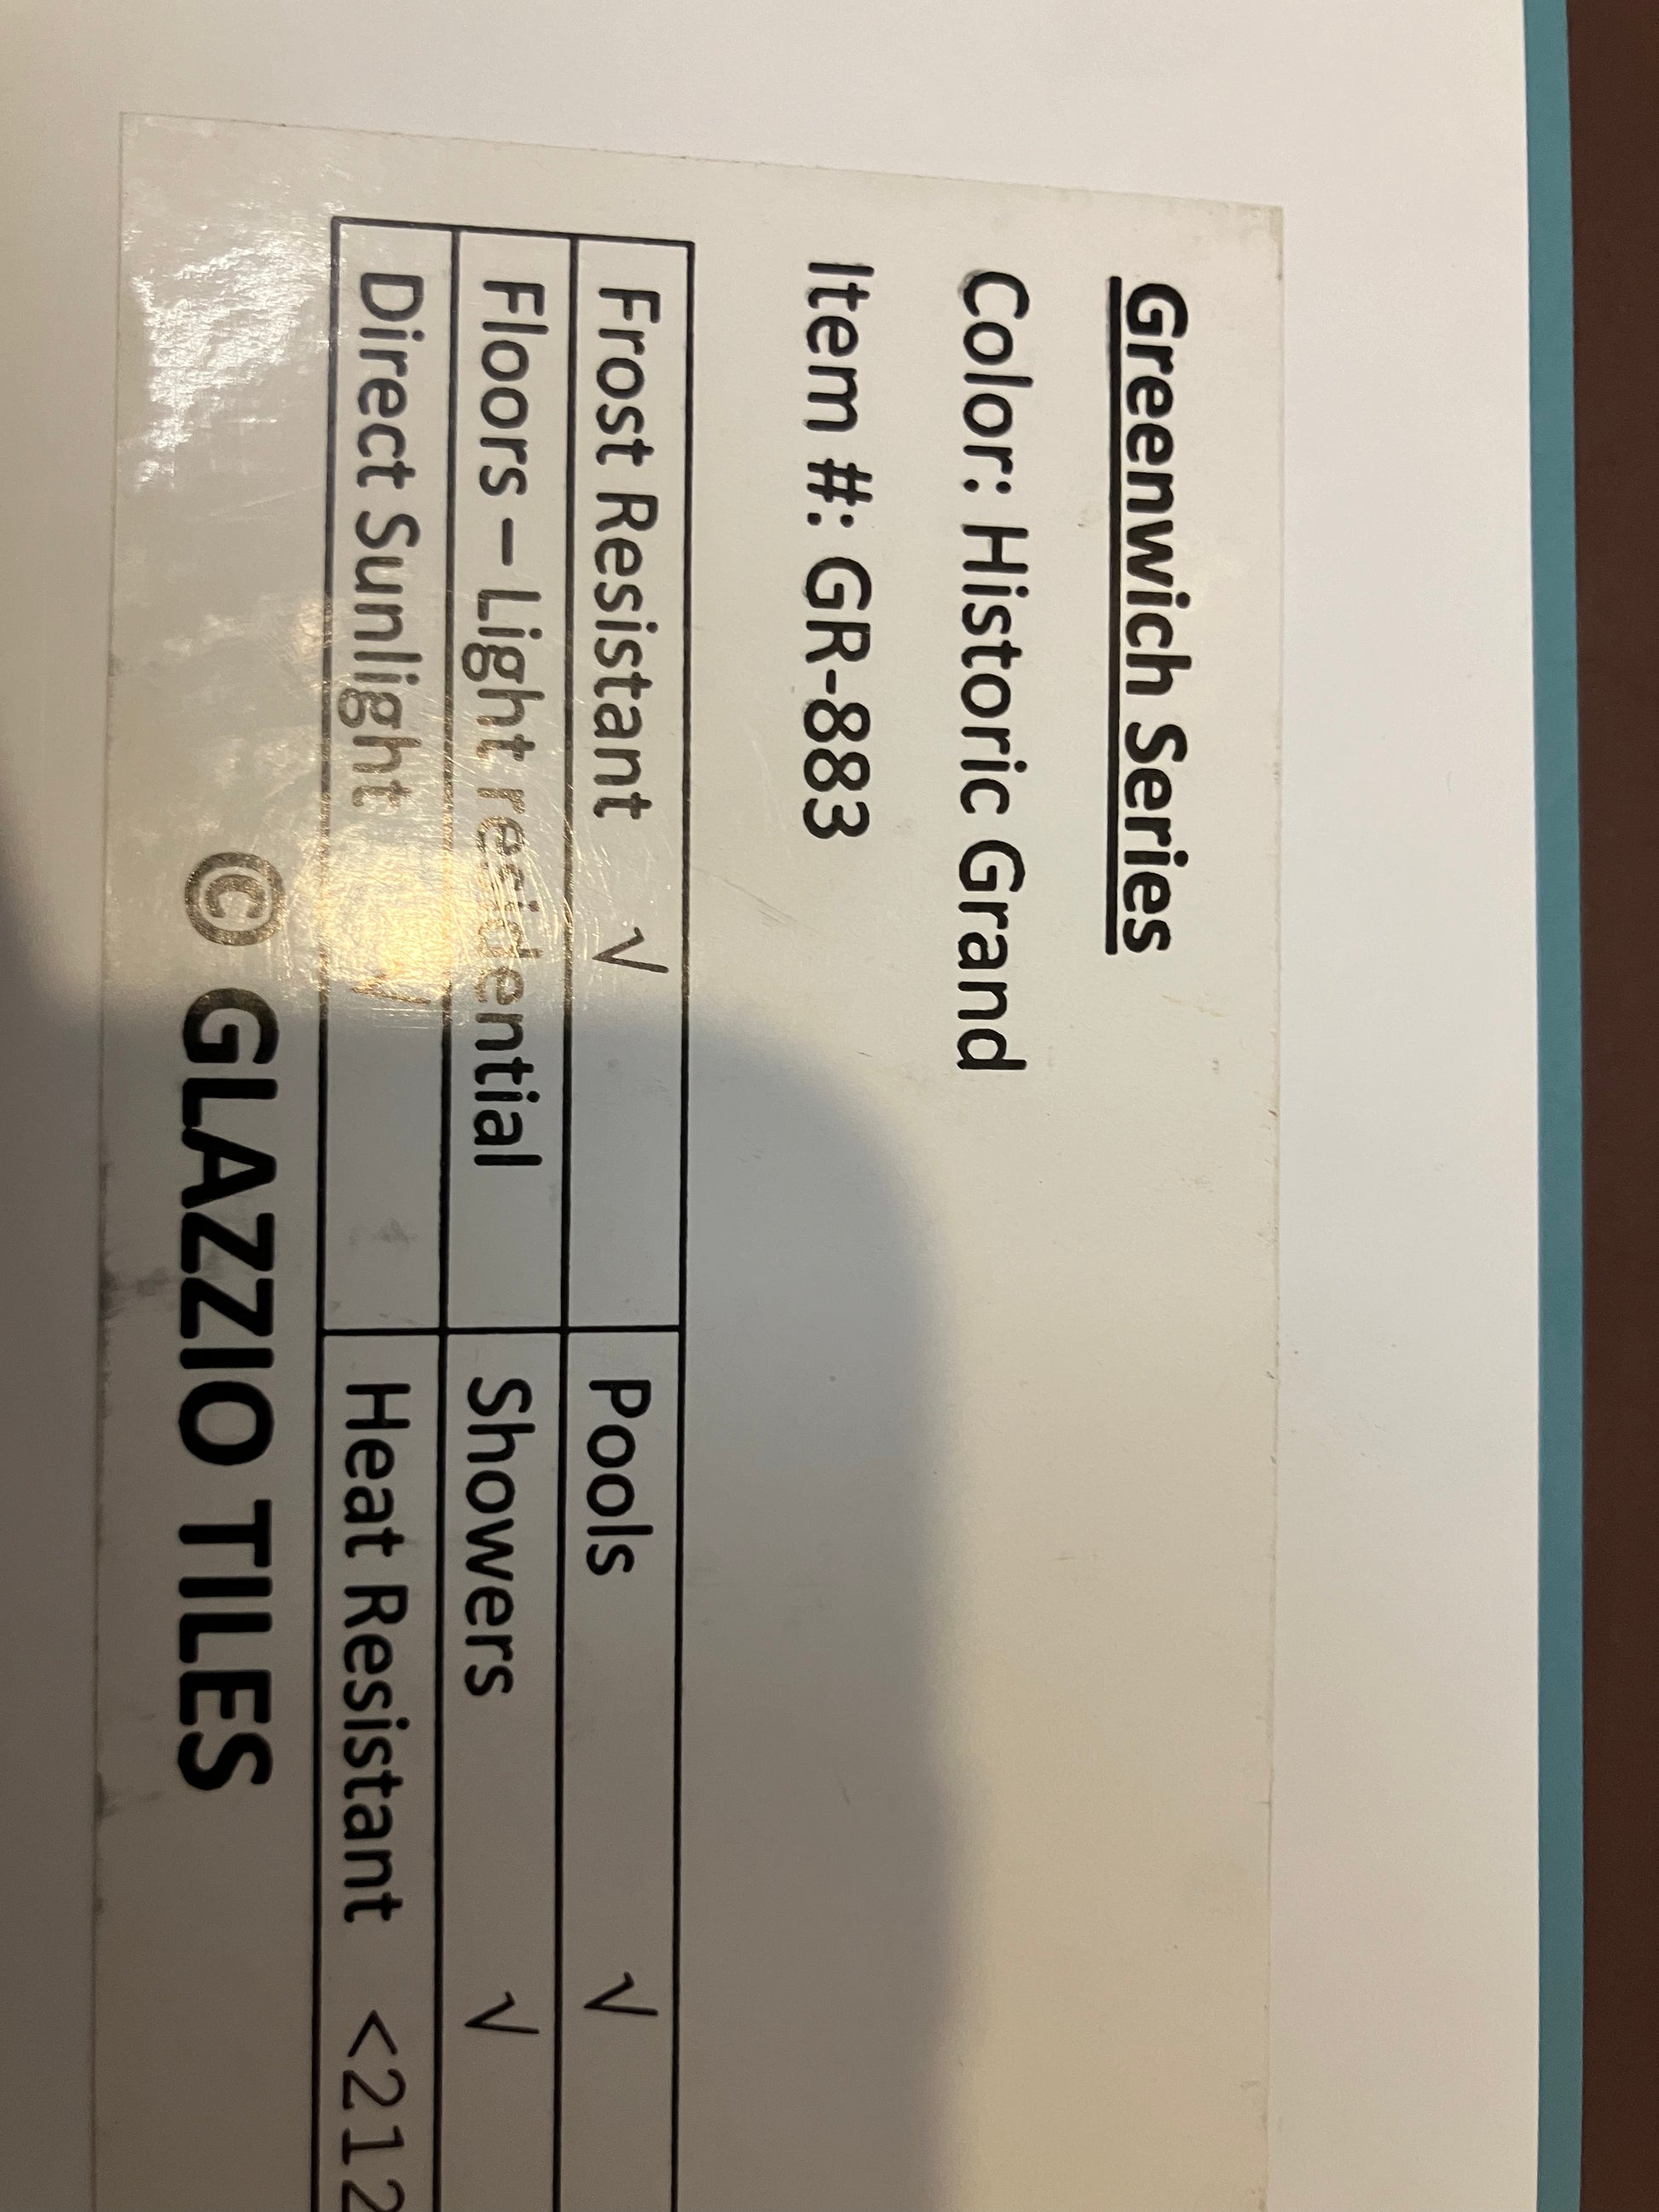 Greenwich Series
Color: Historic Grand
Item #: GR-883
Frost Resistant √ Pools √
Floors – Light residential Showers √
Direct Sunlight √ Heat Resistant <212
© GLAZZIO TILES